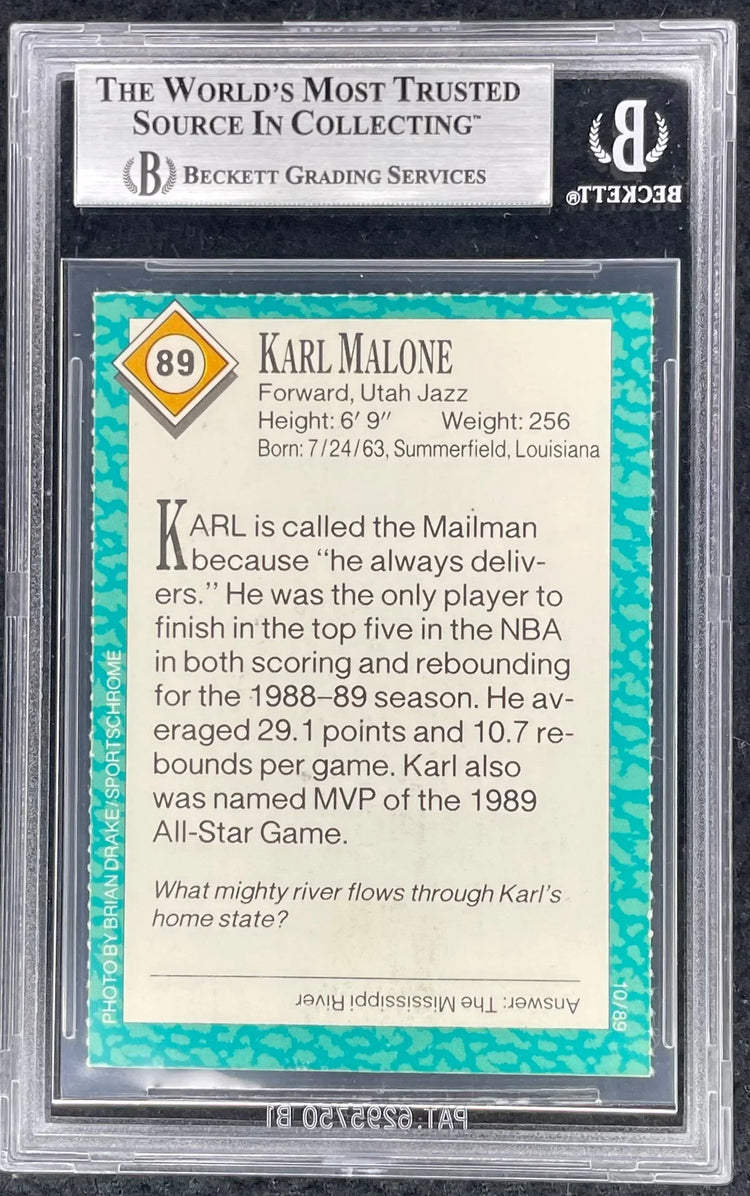 THE WORLD'S MOST TRUSTED
SOURCE IN COLLECTING™
B BECKETT GRADING SERVICES
B
BECKETT®
89
KARL MALONE
Forward, Utah Jazz
Height: 6′ 9″ Weight: 256
Born: 7/24/63, Summerfield, Louisiana
KARL is called the Mailman
because “he always deliv-
ers.” He was the only player to
finish in the top five in the NBA
in both scoring and rebounding
for the 1988–89 season. He av-
eraged 29.1 points and 10.7 re-
bounds per game. Karl also
was named MVP of the 1989
All-Star Game.
What mighty river flows through Karl's
home state?
Answer: The Mississippi River
PHOTO BY BRIAN DRAKE/SPORTSCHROME
10/89
PAT. 6295750 B1